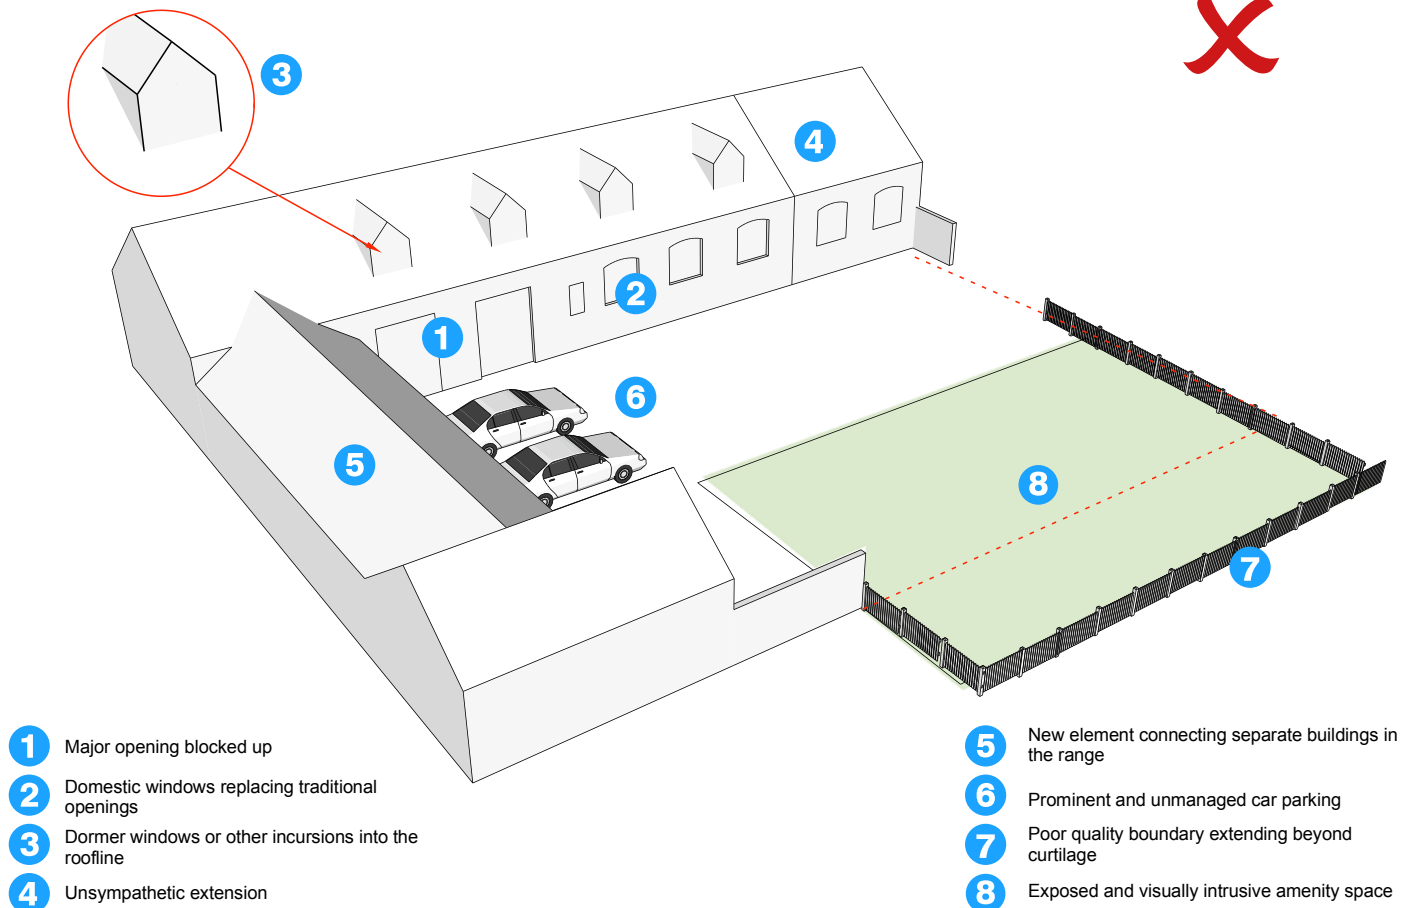 3
4
2
1
6
5
8
7
1 Major opening blocked up
2 Domestic windows replacing traditional
openings
3 Dormer windows or other incursions into the
roofline
4 Unsympathetic extension
5 New element connecting separate buildings in
the range
6 Prominent and unmanaged car parking
7 Poor quality boundary extending beyond
curtilage
8 Exposed and visually intrusive amenity space